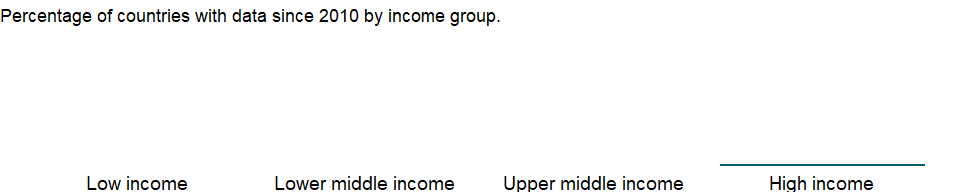 Percentage of countries with data since 2010 by income group.
Low income Lower middle income Upper middle income High income